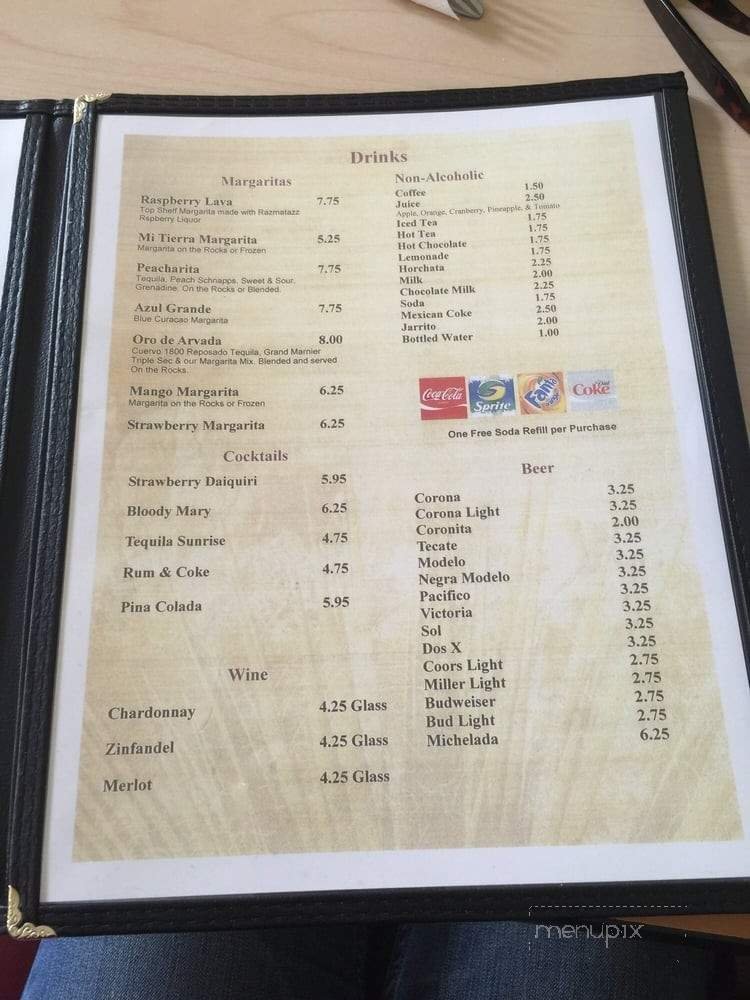 Drinks
Margaritas
Raspberry Lava 7.75
Top Shelf Margarita made with Razmatazz
Rspberry Liquor
Mi Tierra Margarita 5.25
Margarita on the Rocks or Frozen
Peacharita 7.75
Tequila, Peach Schnapps, Sweet & Sour,
Grenadine. On the Rocks or Blended.
Azul Grande 7.75
Blue Curacao Margarita
Oro de Arvada 8.00
Cuervo 1800 Reposado Tequila, Grand Marnier
Triple Sec & our Margarita Mix. Blended and served
On the Rocks.
Mango Margarita 6.25
Margarita on the Rocks or Frozen
Strawberry Margarita 6.25
Cocktails
Strawberry Daiquiri 5.95
Bloody Mary 6.25
Tequila Sunrise 4.75
Rum & Coke 4.75
Pina Colada 5.95
Wine
Chardonnay 4.25 Glass
Zinfandel 4.25 Glass
Merlot 4.25 Glass
Non-Alcoholic
Coffee 1.50
Juice 2.50
Apple, Orange, Cranberry, Pineapple, & Tomato
Iced Tea 1.75
Hot Tea 1.75
Hot Chocolate 1.75
Lemonade 1.75
Horchata 2.25
Milk 2.00
Chocolate Milk 2.25
Soda 1.75
Mexican Coke 2.50
Jarrito 2.00
Bottled Water 1.00
Coca-Cola Sprite Fanta Diet Coke
One Free Soda Refill per Purchase
Beer
Corona 3.25
Corona Light 3.25
Coronita 2.00
Tecate 3.25
Modelo 3.25
Negra Modelo 3.25
Pacifico 3.25
Victoria 3.25
Sol 3.25
Dos X 3.25
Coors Light 2.75
Miller Light 2.75
Budweiser 2.75
Bud Light 2.75
Michelada 6.25
menupix